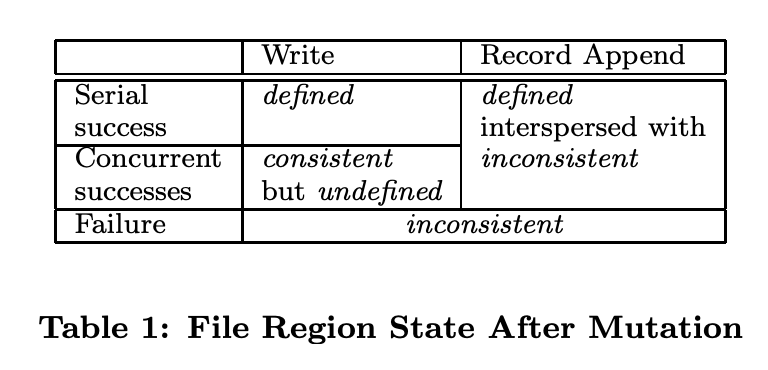 Write Record Append
Serial defined defined
success interspersed with
Concurrent consistent inconsistent
successes but undefined
Failure inconsistent
Table 1: File Region State After Mutation